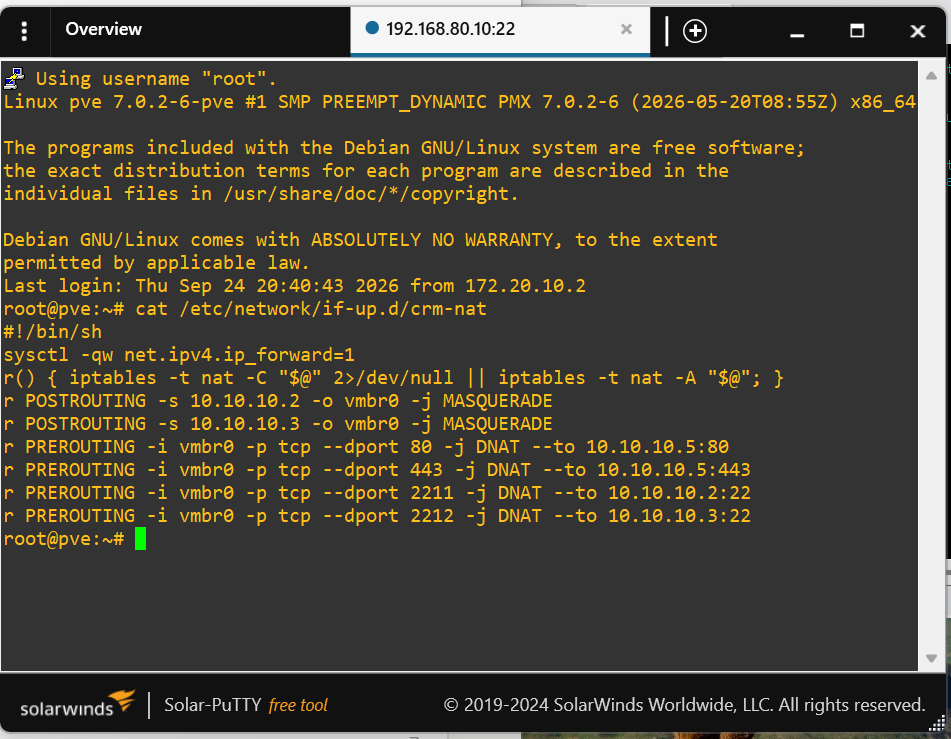 Overview
192.168.80.10:22
Using username "root".
Linux pve 7.0.2-6-pve #1 SMP PREEMPT_DYNAMIC PMX 7.0.2-6 (2026-05-20T08:55Z) x86_64
The programs included with the Debian GNU/Linux system are free software;
the exact distribution terms for each program are described in the
individual files in /usr/share/doc/*/copyright.
Debian GNU/Linux comes with ABSOLUTELY NO WARRANTY, to the extent
permitted by applicable law.
Last login: Thu Sep 24 20:40:43 2026 from 172.20.10.2
root@pve:~# cat /etc/network/if-up.d/crm-nat
#!/bin/sh
sysctl -qw net.ipv4.ip_forward=1
r() { iptables -t nat -C "$@" 2>/dev/null || iptables -t nat -A "$@"; }
r POSTROUTING -s 10.10.10.2 -o vmbr0 -j MASQUERADE
r POSTROUTING -s 10.10.10.3 -o vmbr0 -j MASQUERADE
r PREROUTING -i vmbr0 -p tcp --dport 80 -j DNAT --to 10.10.10.5:80
r PREROUTING -i vmbr0 -p tcp --dport 443 -j DNAT --to 10.10.10.5:443
r PREROUTING -i vmbr0 -p tcp --dport 2211 -j DNAT --to 10.10.10.2:22
r PREROUTING -i vmbr0 -p tcp --dport 2212 -j DNAT --to 10.10.10.3:22
root@pve:~#
solarwinds
Solar-PuTTY free tool
© 2019-2024 SolarWinds Worldwide, LLC. All rights reserved.